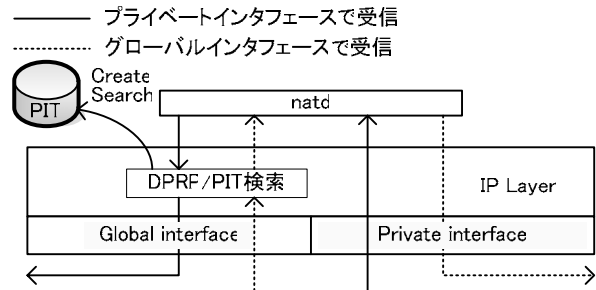 プライベートインタフェースで受信
グローバルインタフェースで受信
Create
Search
PIT
natd
DPRF/PIT検索
IP Layer
Global interface
Private interface